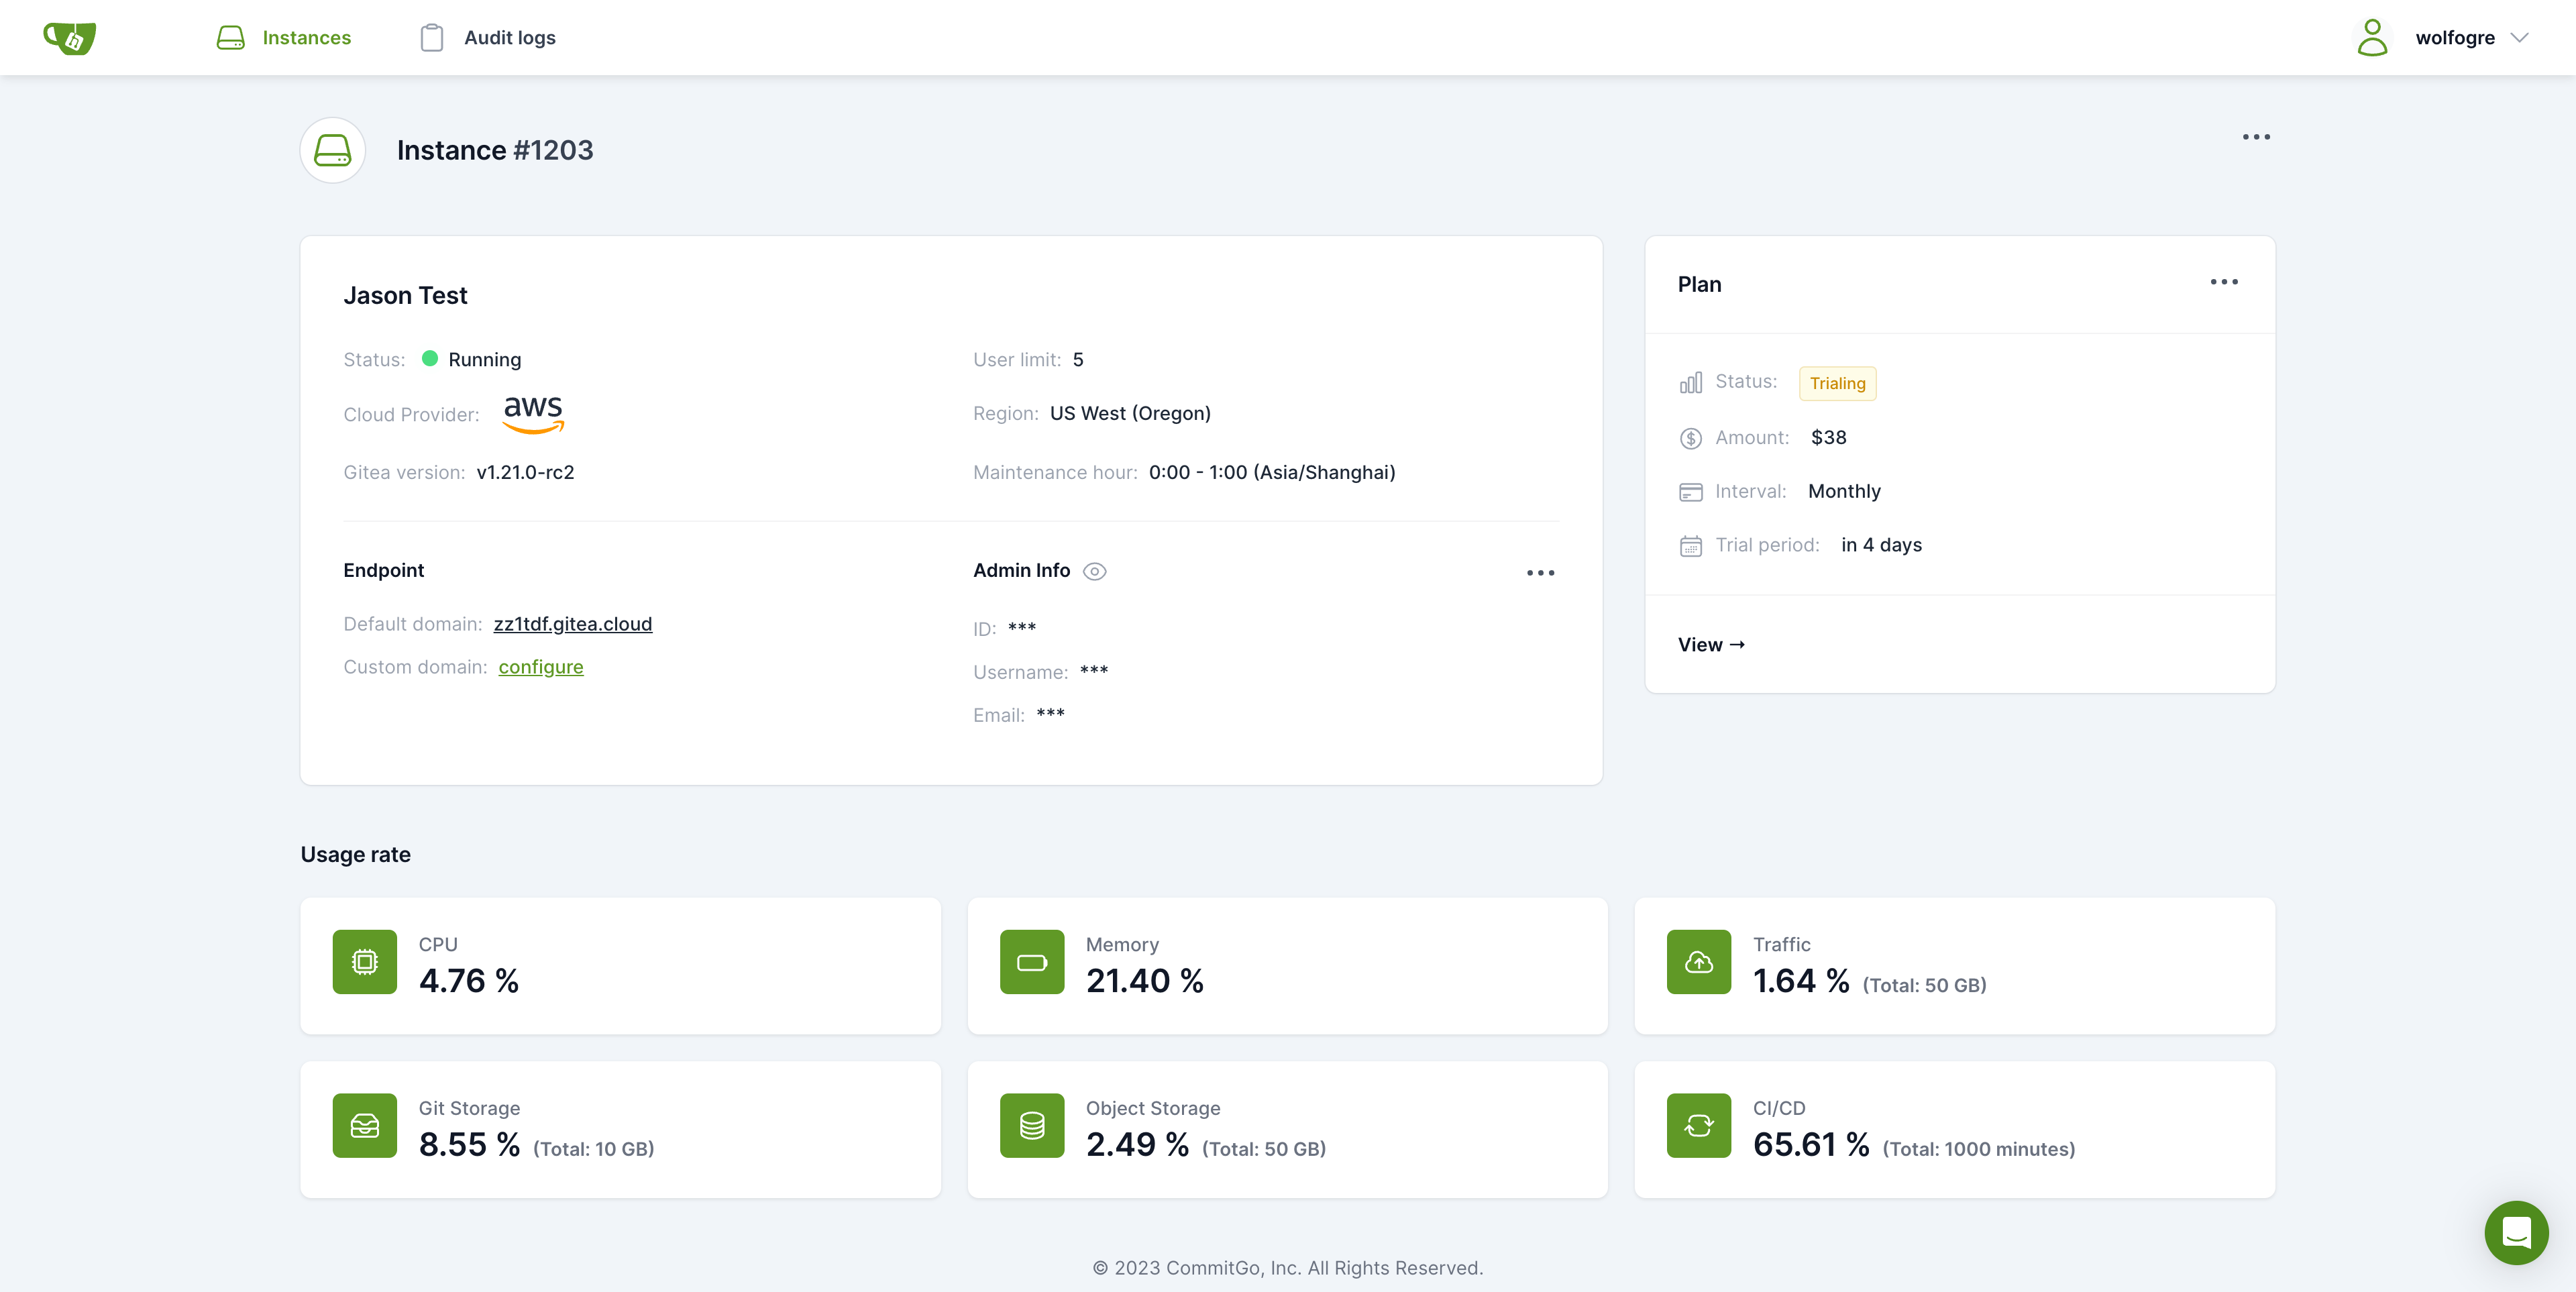 Instances
Audit logs
wolfogre
Instance #1203
Jason Test
Status: Running
User limit: 5
Cloud Provider: aws
Region: US West (Oregon)
Gitea version: v1.21.0-rc2
Maintenance hour: 0:00 - 1:00 (Asia/Shanghai)
Endpoint
Default domain: zz1tdf.gitea.cloud
Custom domain: configure
Admin Info
ID: ***
Username: ***
Email: ***
Plan
Status: Trialing
Amount: $38
Interval: Monthly
Trial period: in 4 days
View →
Usage rate
CPU
4.76 %
Memory
21.40 %
Traffic
1.64 % (Total: 50 GB)
Git Storage
8.55 % (Total: 10 GB)
Object Storage
2.49 % (Total: 50 GB)
CI/CD
65.61 % (Total: 1000 minutes)
© 2023 CommitGo, Inc. All Rights Reserved.